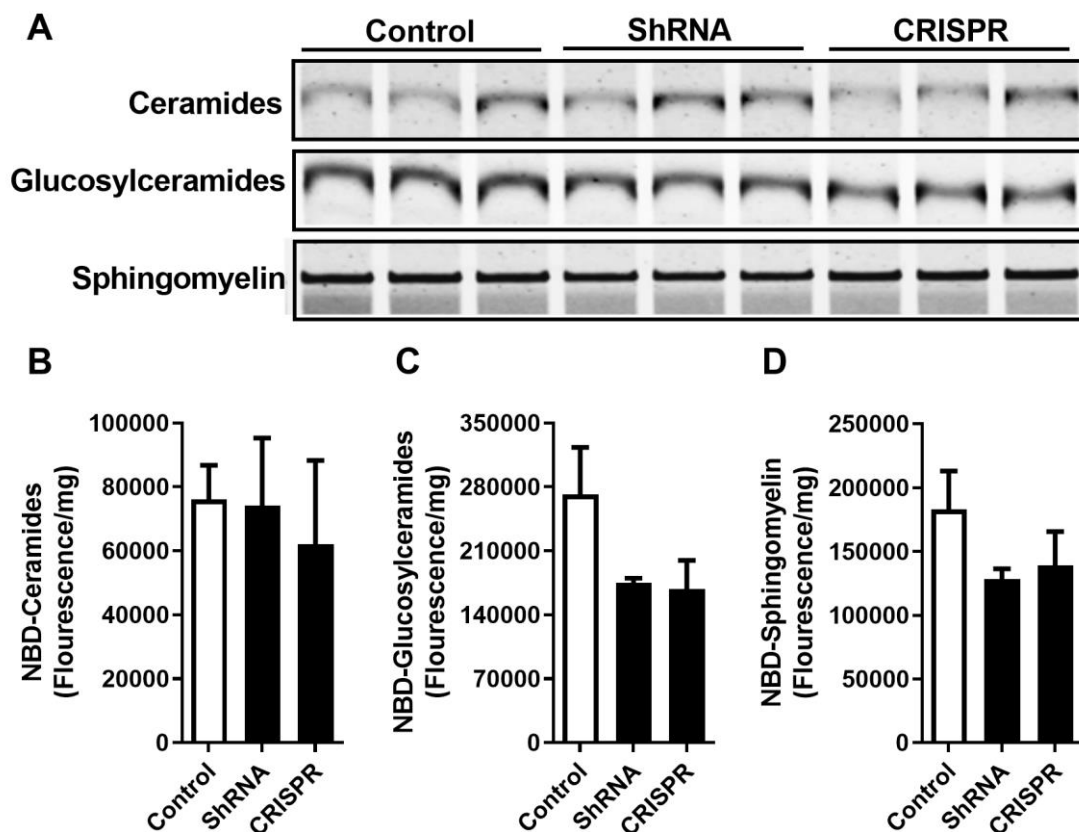 A
Control ShRNA CRISPR
Ceramides
Glucosylceramides
Sphingomyelin
B
NBD-Ceramides
(Flourescence/mg)
100000
80000
60000
40000
20000
0
Control
ShRNA
CRISPR
C
NBD-Glucosylceramides
(Flourescence/mg)
350000
280000
210000
140000
70000
0
Control
ShRNA
CRISPR
D
NBD-Sphingomyelin
(Flourescence/mg)
250000
200000
150000
100000
50000
0
Control
ShRNA
CRISPR